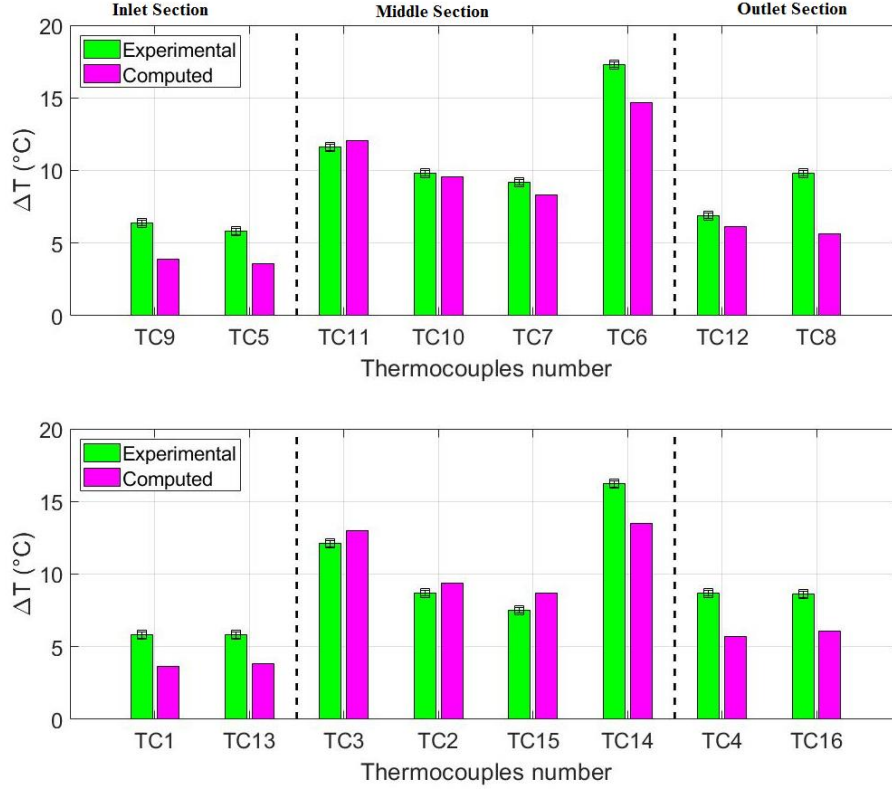 Inlet Section Middle Section Outlet Section
20
Experimental
Computed
15
10
5
0
ΔT (°C)
TC9 TC5 TC11 TC10 TC7 TC6 TC12 TC8
Thermocouples number
20
Experimental
Computed
15
10
5
0
ΔT (°C)
TC1 TC13 TC3 TC2 TC15 TC14 TC4 TC16
Thermocouples number